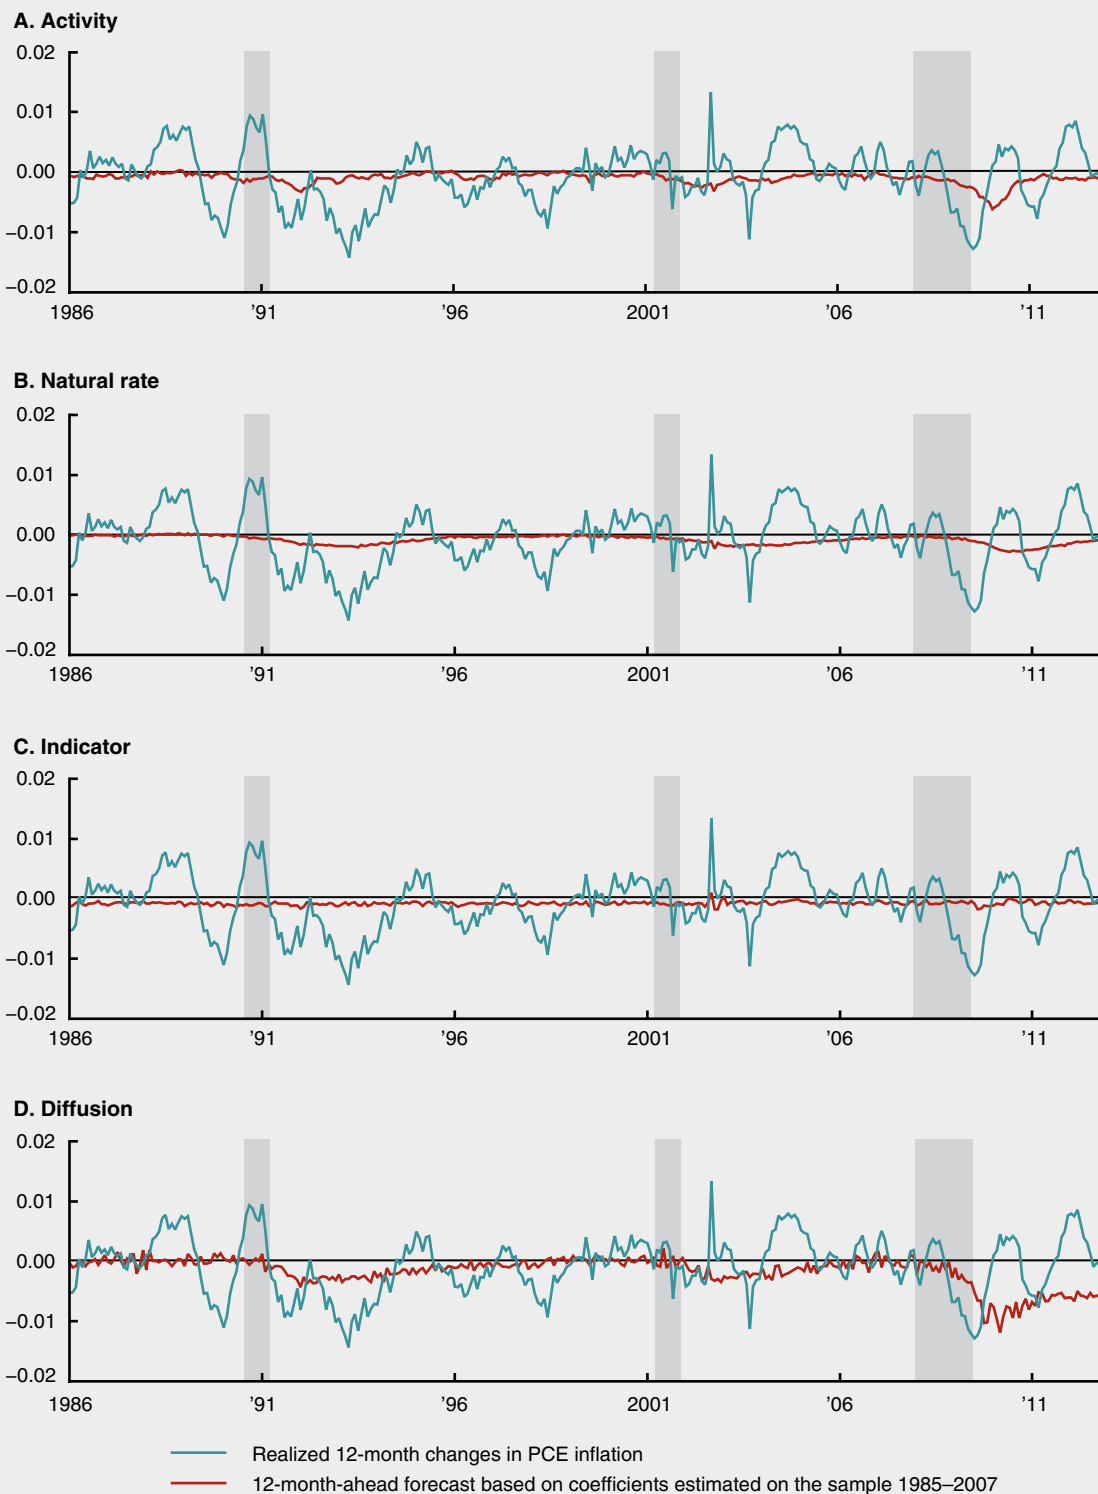 A. Activity
0.02
0.01
0.00
–0.01
–0.02
1986 ’91 ’96 2001 ’06 ’11
B. Natural rate
0.02
0.01
0.00
–0.01
–0.02
1986 ’91 ’96 2001 ’06 ’11
C. Indicator
0.02
0.01
0.00
–0.01
–0.02
1986 ’91 ’96 2001 ’06 ’11
D. Diffusion
0.02
0.01
0.00
–0.01
–0.02
1986 ’91 ’96 2001 ’06 ’11
Realized 12-month changes in PCE inflation
12-month-ahead forecast based on coefficients estimated on the sample 1985–2007